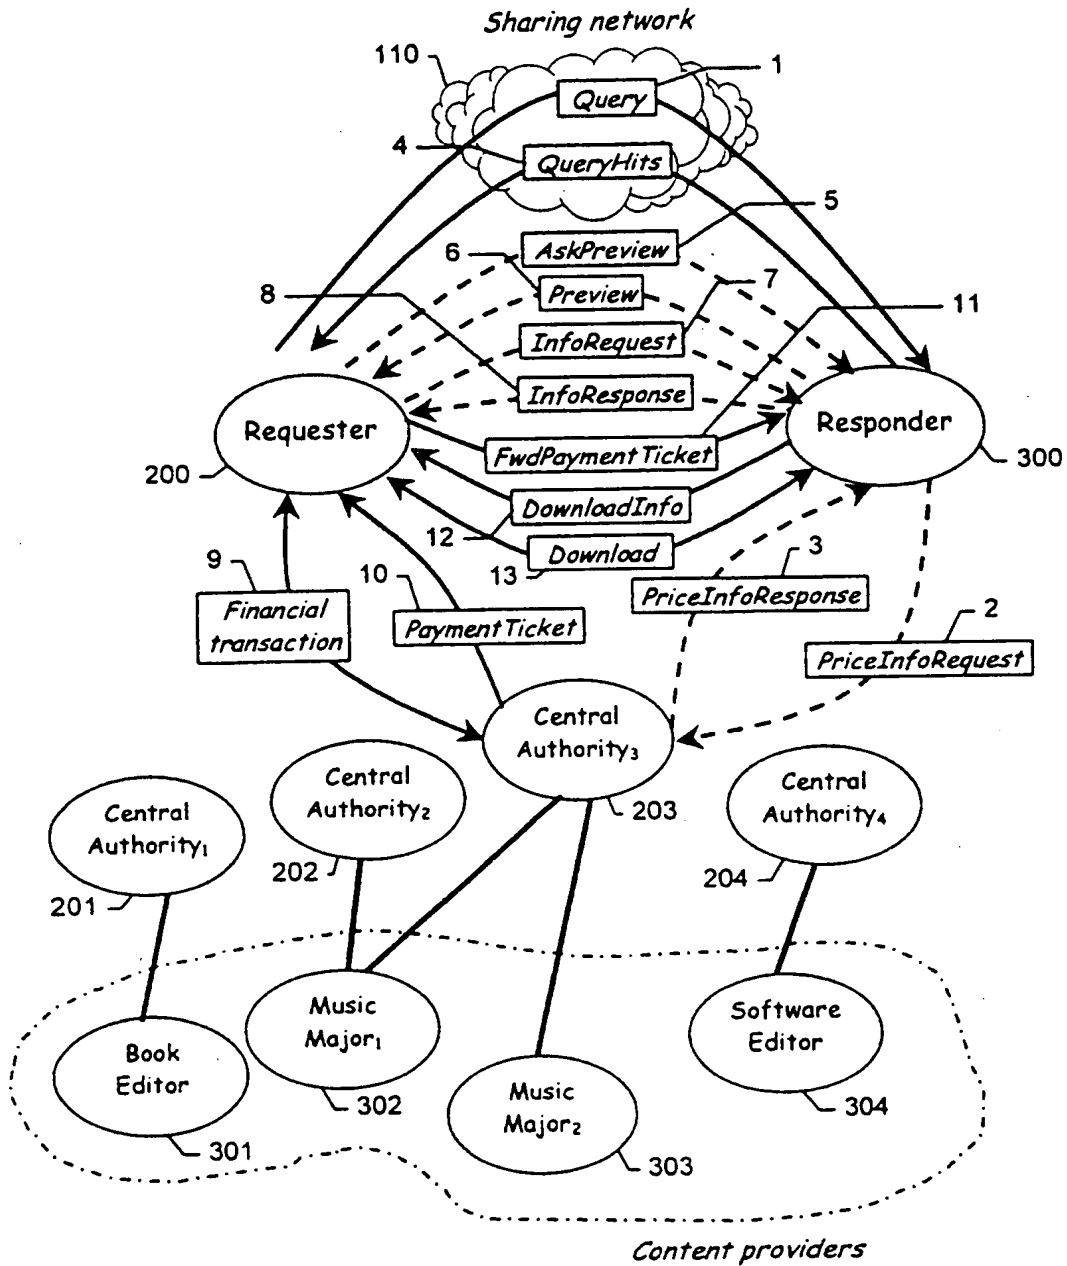 Sharing network
110
1
Query
4
QueryHits
5
AskPreview
6
Preview
7
8
11
InfoRequest
InfoResponse
Requester
Responder
FwdPaymentTicket
200
300
DownloadInfo
12
Download
13
9
10
3
Financial
transaction
PaymentTicket
PriceInfoResponse
2
PriceInfoRequest
Central
Authority₃
203
Central
Authority₂
202
Central
Authority₄
204
Central
Authority₁
201
Music
Major₁
302
Software
Editor
304
Book
Editor
301
Music
Major₂
303
Content providers